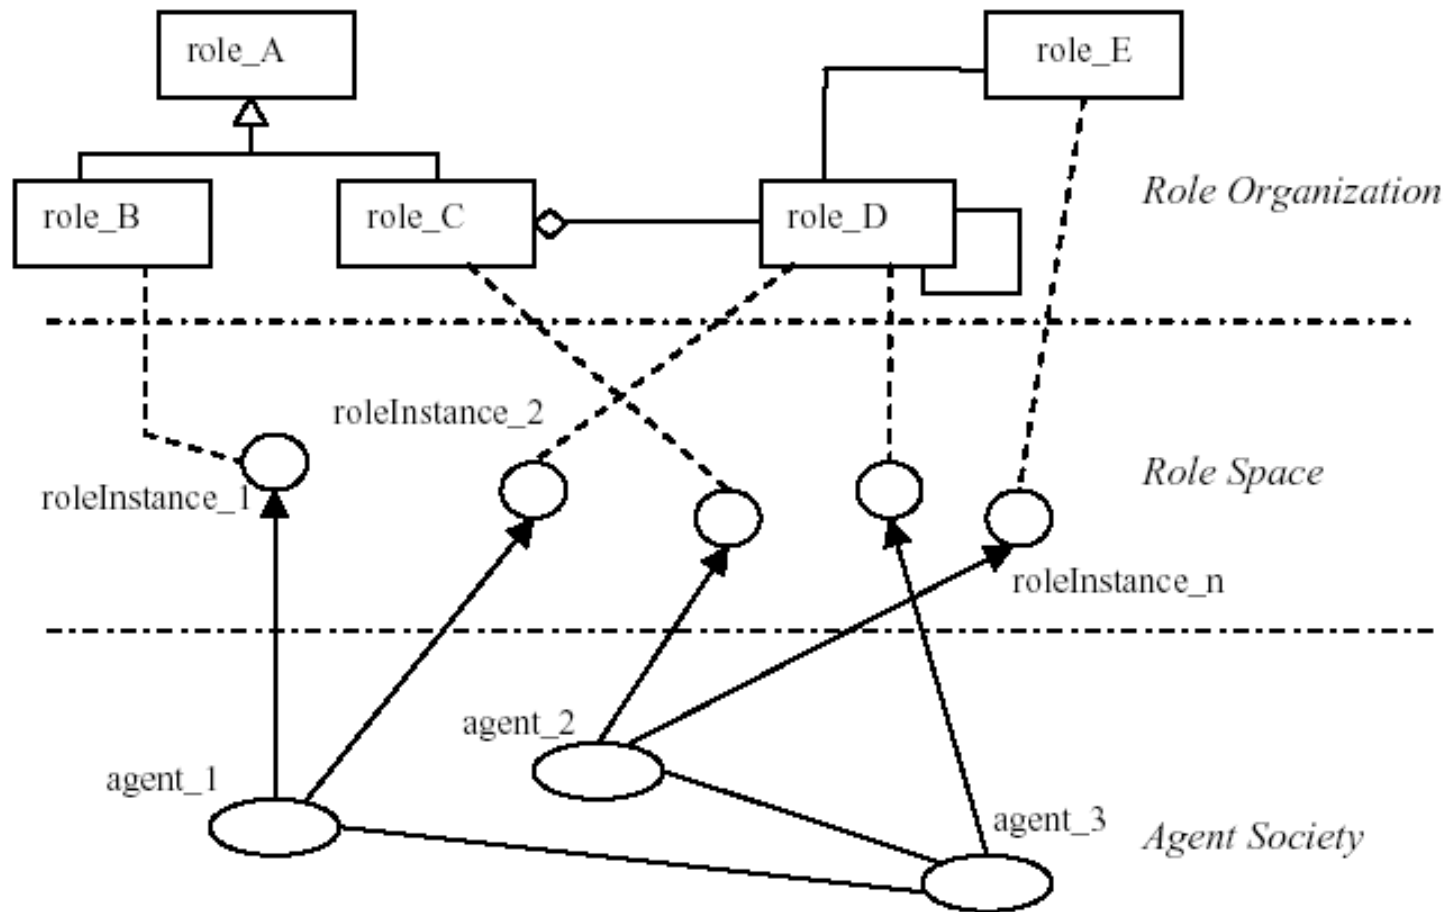 role_A
role_E
role_B
role_C
role_D
Role Organization
roleInstance_2
roleInstance_1
Role Space
roleInstance_n
agent_2
agent_1
agent_3
Agent Society